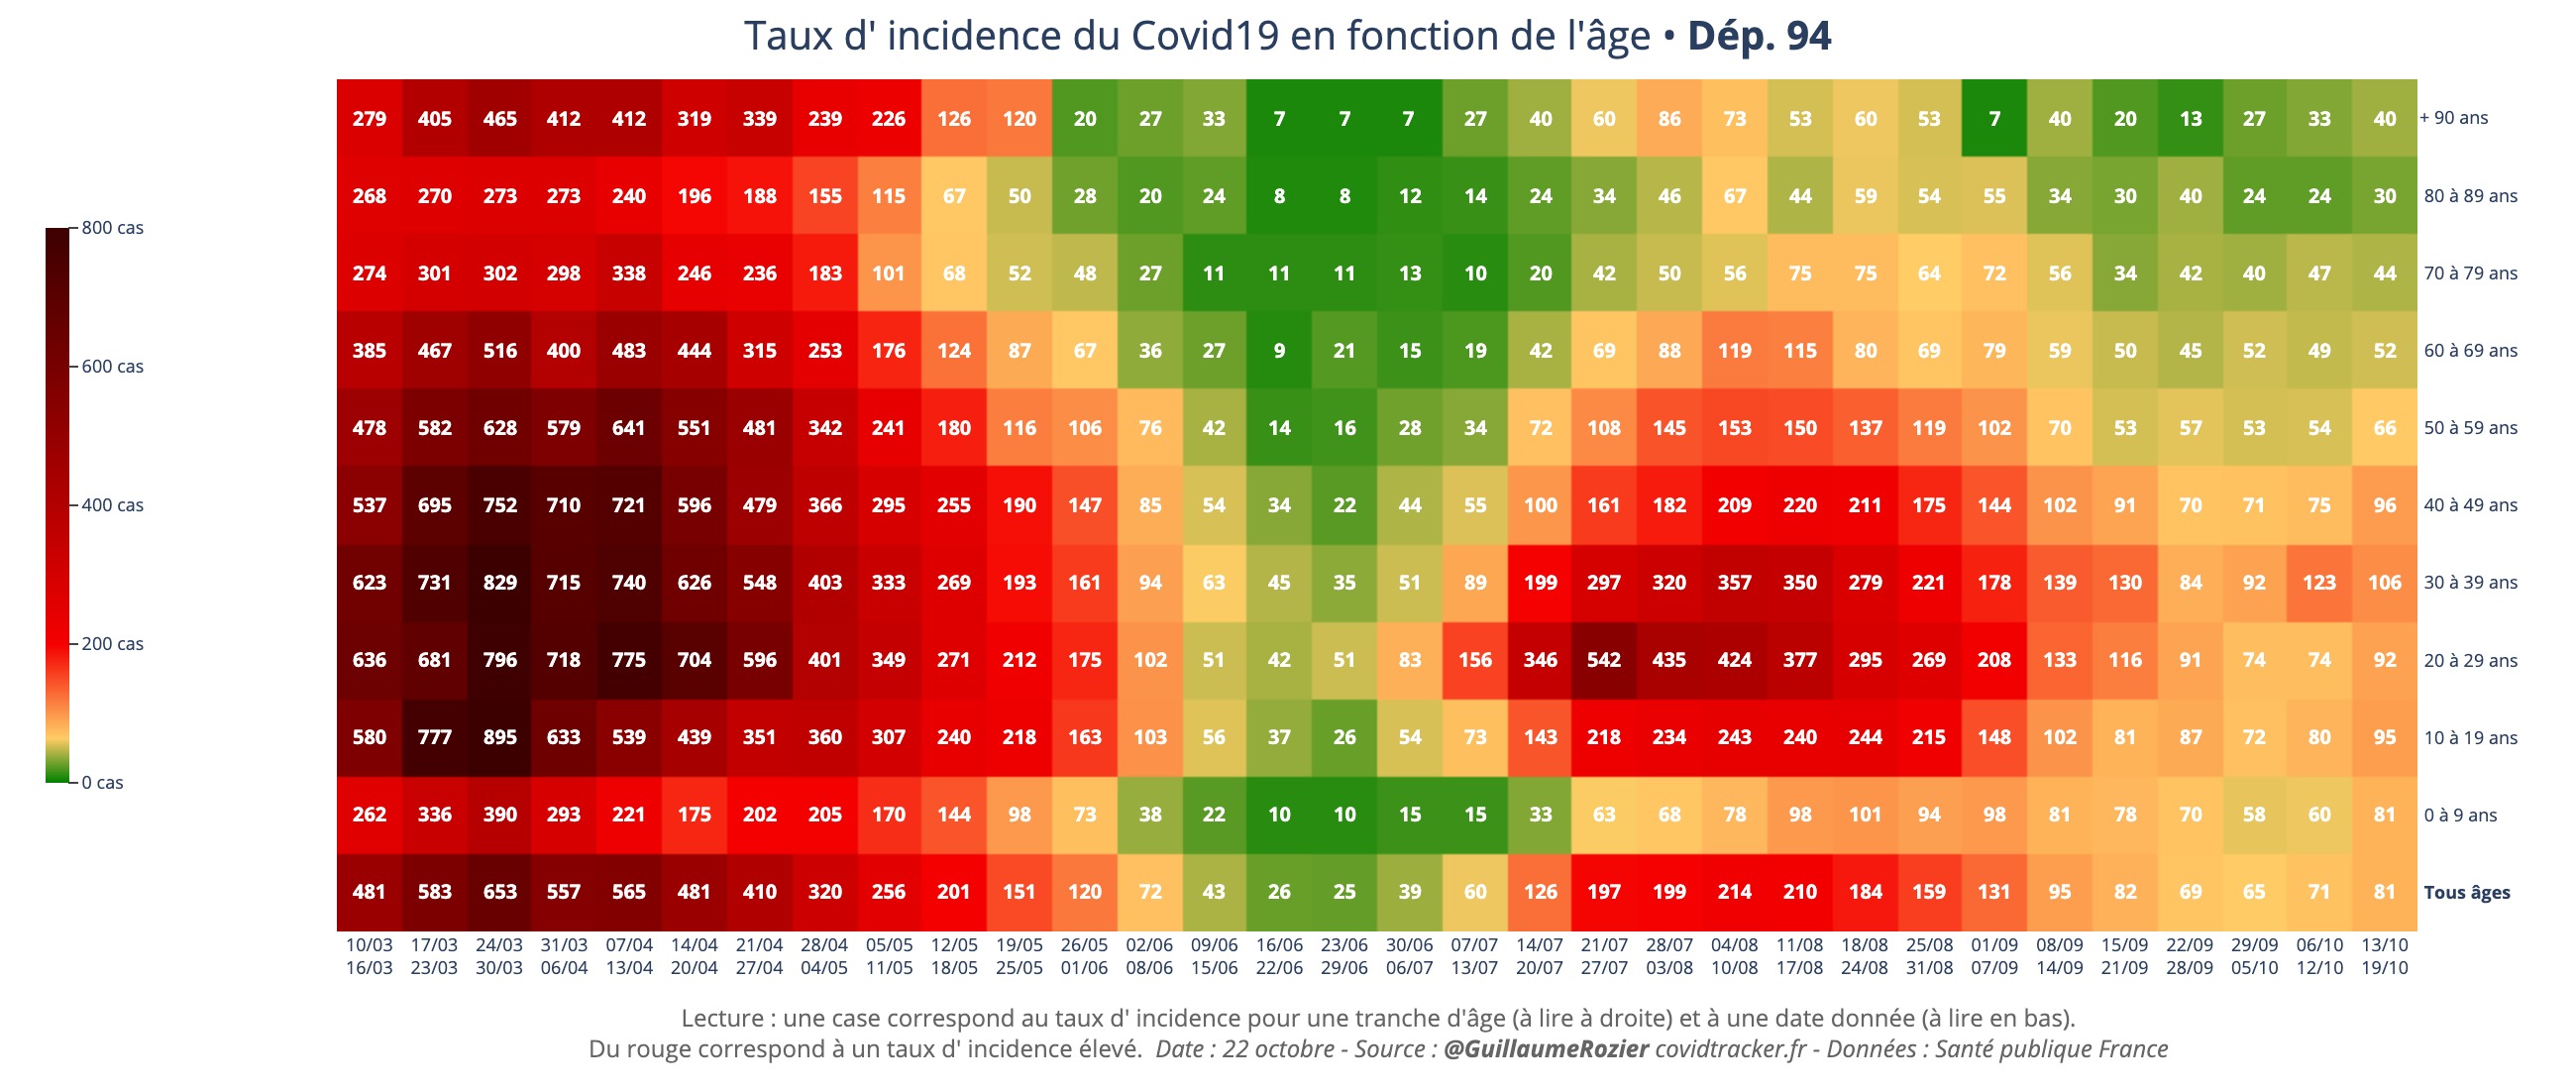 Taux d' incidence du Covid19 en fonction de l'âge • Dép. 94
800 cas
600 cas
400 cas
200 cas
0 cas
279 405 465 412 412 319 339 239 226 126 120 20 27 33 7 7 7 27 40 60 86 73 53 60 53 7 40 20 13 27 33 40 + 90 ans
268 270 273 273 240 196 188 155 115 67 50 28 20 24 8 8 12 14 24 34 46 67 44 59 54 55 34 30 40 24 24 30 80 à 89 ans
274 301 302 298 338 246 236 183 101 68 52 48 27 11 11 11 13 10 20 42 50 56 75 75 64 72 56 34 42 40 47 44 70 à 79 ans
385 467 516 400 483 444 315 253 176 124 87 67 36 27 9 21 15 19 42 69 88 119 115 80 69 79 59 50 45 52 49 52 60 à 69 ans
478 582 628 579 641 551 481 342 241 180 116 106 76 42 14 16 28 34 72 108 145 153 150 137 119 102 70 53 57 53 54 66 50 à 59 ans
537 695 752 710 721 596 479 366 295 255 190 147 85 54 34 22 44 55 100 161 182 209 220 211 175 144 102 91 70 71 75 96 40 à 49 ans
623 731 829 715 740 626 548 403 333 269 193 161 94 63 45 35 51 89 199 297 320 357 350 279 221 178 139 130 84 92 123 106 30 à 39 ans
636 681 796 718 775 704 596 401 349 271 212 175 102 51 42 51 83 156 346 542 435 424 377 295 269 208 133 116 91 74 74 92 20 à 29 ans
580 777 895 633 539 439 351 360 307 240 218 163 103 56 37 26 54 73 143 218 234 243 240 244 215 148 102 81 87 72 80 95 10 à 19 ans
262 336 390 293 221 175 202 205 170 144 98 73 38 22 10 10 15 15 33 63 68 78 98 101 94 98 81 78 70 58 60 81 0 à 9 ans
481 583 653 557 565 481 410 320 256 201 151 120 72 43 26 25 39 60 126 197 199 214 210 184 159 131 95 82 69 65 71 81 Tous âges
10/03 17/03 24/03 31/03 07/04 14/04 21/04 28/04 05/05 12/05 19/05 26/05 02/06 09/06 16/06 23/06 30/06 07/07 14/07 21/07 28/07 04/08 11/08 18/08 25/08 01/09 08/09 15/09 22/09 29/09 06/10 13/10
16/03 23/03 30/03 06/04 13/04 20/04 27/04 04/05 11/05 18/05 25/05 01/06 08/06 15/06 22/06 29/06 06/07 13/07 20/07 27/07 03/08 10/08 17/08 24/08 31/08 07/09 14/09 21/09 28/09 05/10 12/10 19/10
Lecture : une case correspond au taux d' incidence pour une tranche d'âge (à lire à droite) et à une date donnée (à lire en bas).
Du rouge correspond à un taux d' incidence élevé. Date : 22 octobre - Source : @GuillaumeRozier covidtracker.fr - Données : Santé publique France